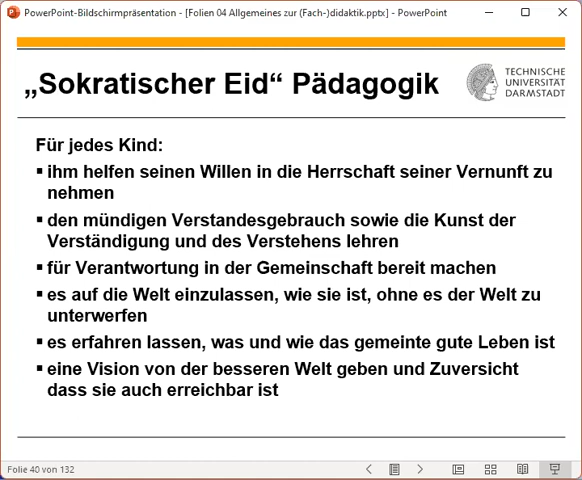 PowerPoint-Bildschirmpräsentation - [Folien 04 Allgemeines zur (Fach-)didaktik.pptx] - PowerPoint
„Sokratischer Eid“ Pädagogik
TECHNISCHE
UNIVERSITÄT
DARMSTADT
Für jedes Kind:
▪ ihm helfen seinen Willen in die Herrschaft seiner Vernunft zu
nehmen
▪ den mündigen Verstandesgebrauch sowie die Kunst der
Verständigung und des Verstehens lehren
▪ für Verantwortung in der Gemeinschaft bereit machen
▪ es auf die Welt einzulassen, wie sie ist, ohne es der Welt zu
unterwerfen
▪ es erfahren lassen, was und wie das gemeinte gute Leben ist
▪ eine Vision von der besseren Welt geben und Zuversicht
dass sie auch erreichbar ist
Folie 40 von 132